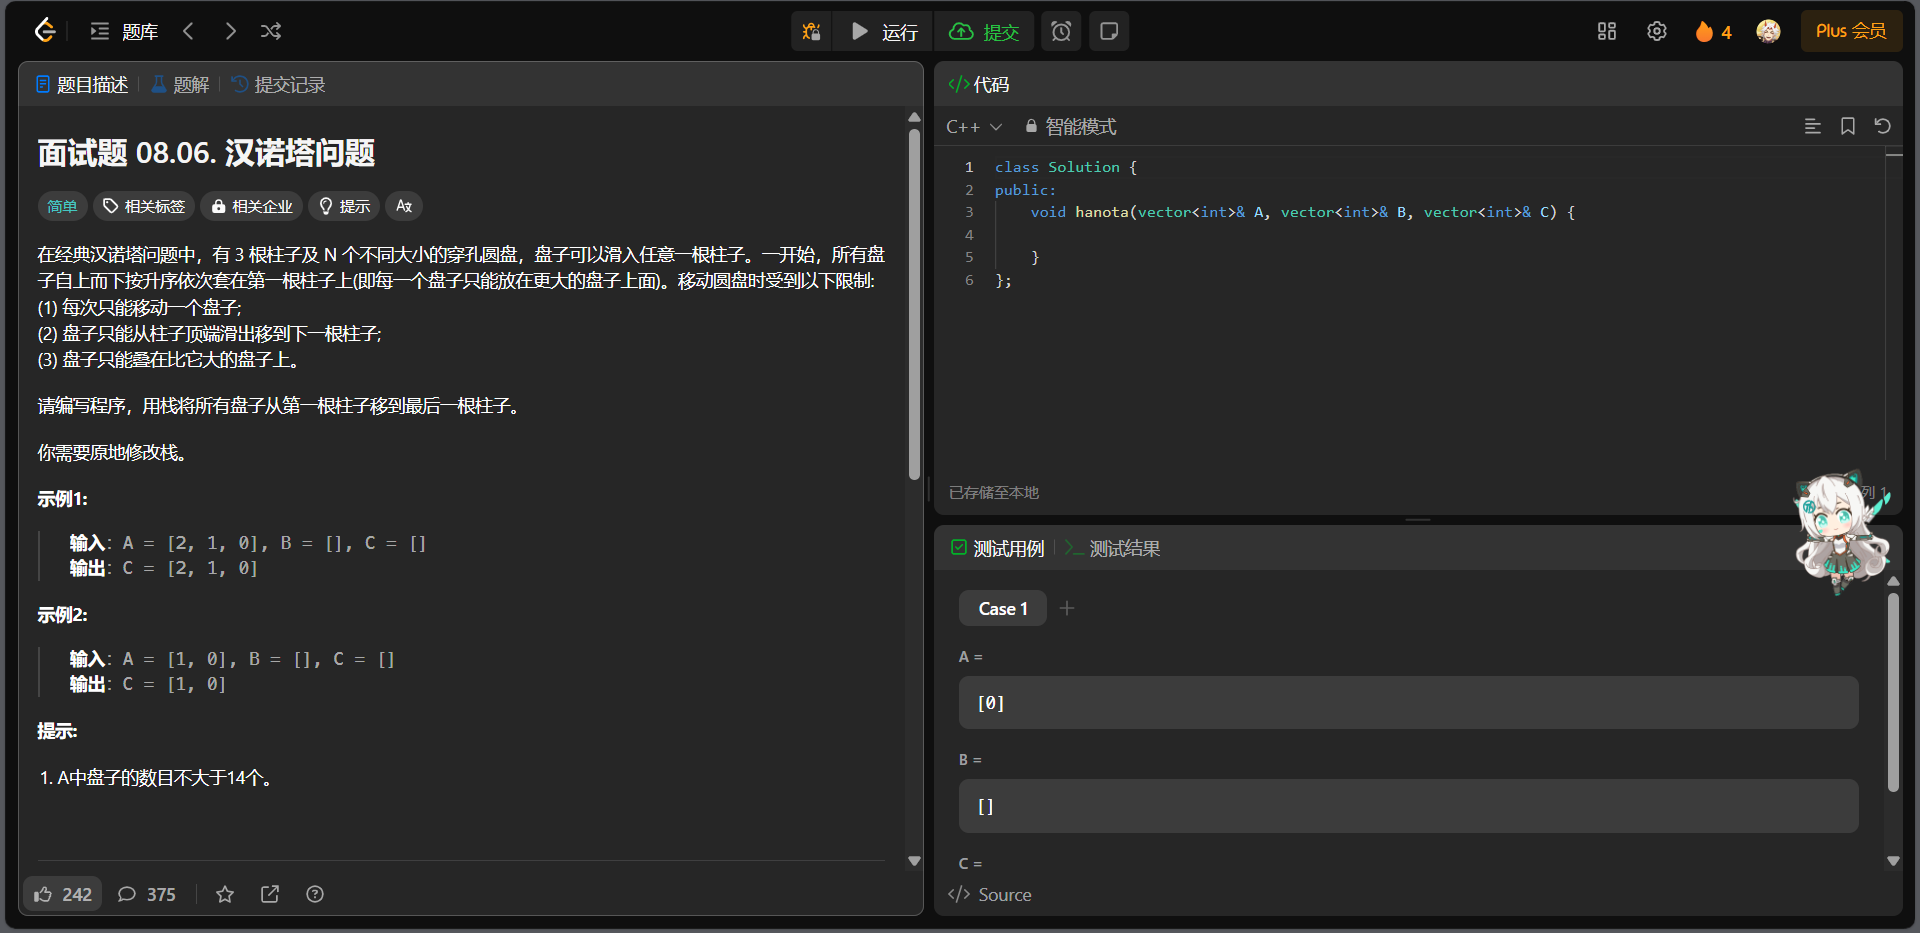 题库
运行
提交
4
Plus 会员
题目描述
题解
提交记录
面试题 08.06. 汉诺塔问题
简单
相关标签
相关企业
提示
在经典汉诺塔问题中，有 3 根柱子及 N 个不同大小的穿孔圆盘，盘子可以滑入任意一根柱子。一开始，所有盘
子自上而下按升序依次套在第一根柱子上(即每一个盘子只能放在更大的盘子上面)。移动圆盘时受到以下限制:
(1) 每次只能移动一个盘子;
(2) 盘子只能从柱子顶端滑出移到下一根柱子;
(3) 盘子只能叠在比它大的盘子上。
请编写程序，用栈将所有盘子从第一根柱子移到最后一根柱子。
你需要原地修改栈。
示例1:
输入: A = [2, 1, 0], B = [], C = []
输出: C = [2, 1, 0]
示例2:
输入: A = [1, 0], B = [], C = []
输出: C = [1, 0]
提示:
1. A中盘子的数目不大于14个。
242
375
</> 代码
C++
智能模式
1 class Solution {
2 public:
3 void hanota(vector<int>& A, vector<int>& B, vector<int>& C) {
4
5 }
6 };
已存储至本地
列 1
测试用例
测试结果
Case 1
A =
[0]
B =
[]
C =
</> Source